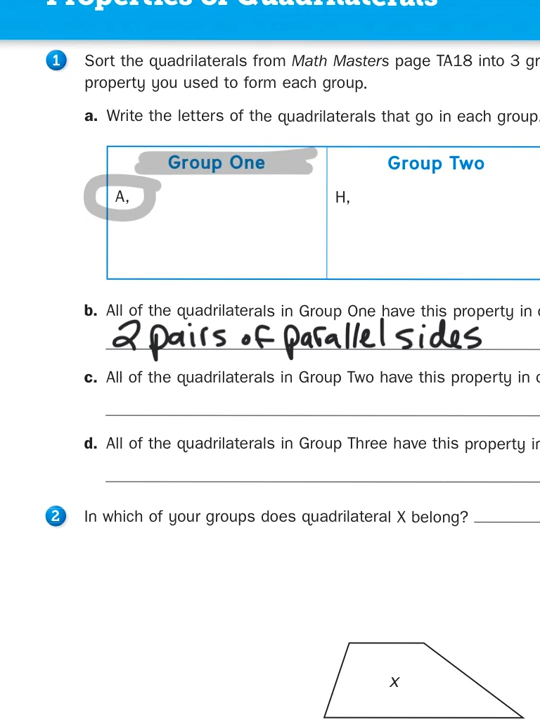 Properties of Quadrilaterals
1 Sort the quadrilaterals from Math Masters page TA18 into 3 gr
property you used to form each group.
a. Write the letters of the quadrilaterals that go in each group.
Group One Group Two
A, H,
b. All of the quadrilaterals in Group One have this property in c
2 pairs of parallel sides
c. All of the quadrilaterals in Group Two have this property in c
d. All of the quadrilaterals in Group Three have this property in
2 In which of your groups does quadrilateral X belong?
X